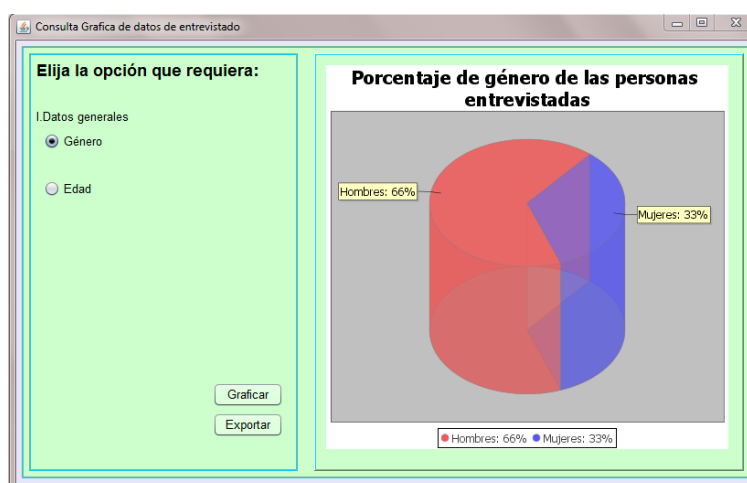 Consulta Grafica de datos de entrevistado
Elija la opción que requiera:
I.Datos generales
Género
Edad
Graficar
Exportar
Porcentaje de género de las personas
entrevistadas
Hombres: 66%
Mujeres: 33%
Hombres: 66% Mujeres: 33%